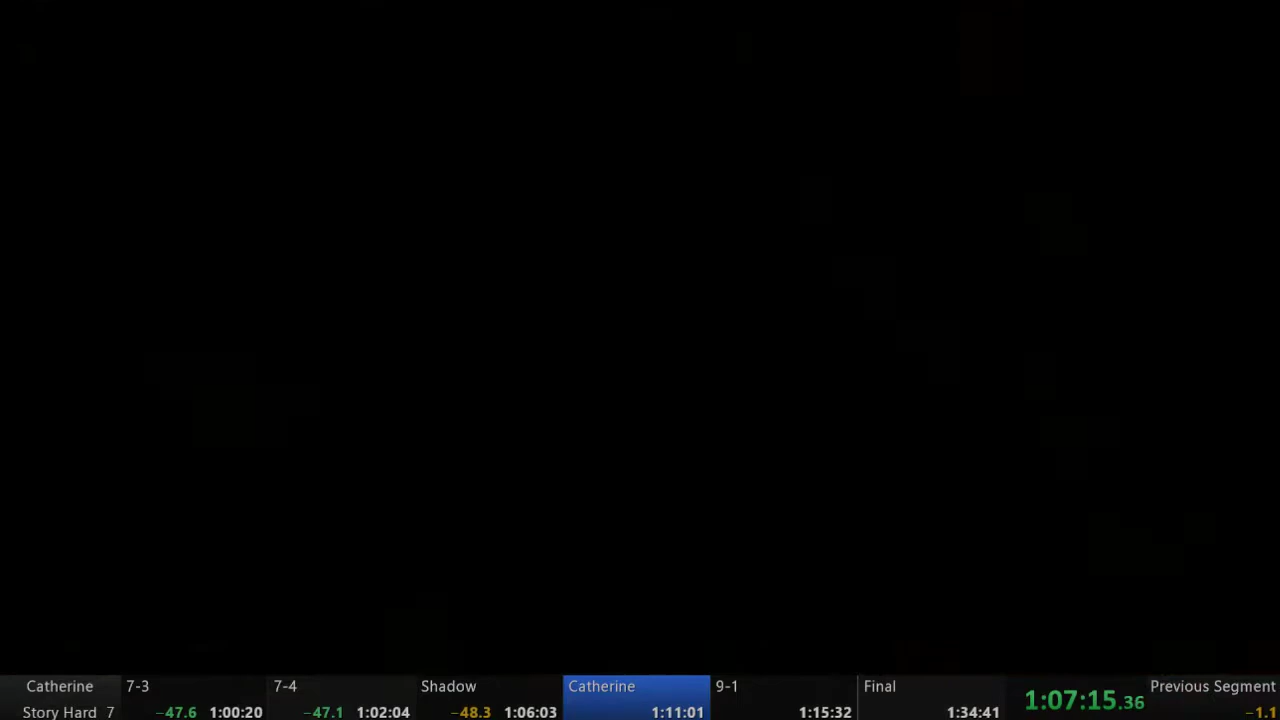 Catherine 7-3 7-4 Shadow Catherine 9-1 Final 1:07:15.36 Previous Segment
Story Hard 7 −47.6 1:00:20 −47.1 1:02:04 −48.3 1:06:03 1:11:01 1:15:32 1:34:41 −1.1